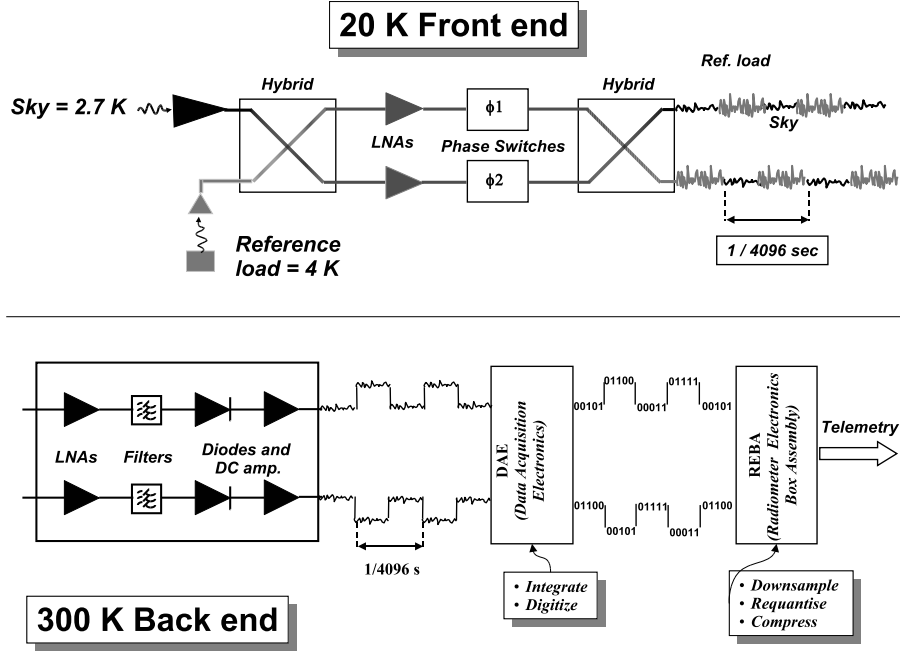 20 K Front end
Ref. load
Hybrid
Hybrid
Sky = 2.7 K
ϕ1
Sky
LNAs
Phase Switches
ϕ2
Reference
load = 4 K
1 / 4096 sec
01100
01111
00101
00011
00101
Telemetry
LNAs
Filters
Diodes and
DC amp.
DAE
(Data Acquisition
Electronics)
REBA
(Radiometer Electronics
Box Assembly)
01100
01111
01100
00101
00011
1/4096 s
• Integrate
• Digitize
• Downsample
• Requantise
• Compress
300 K Back end